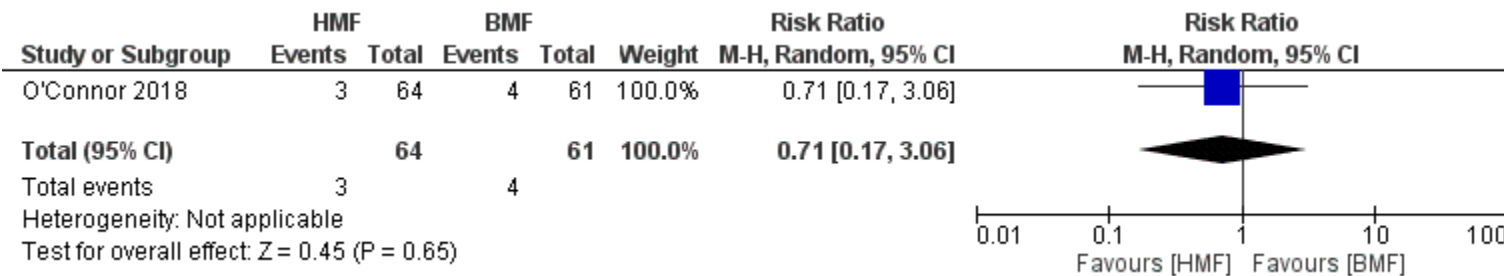 HMF BMF Risk Ratio Risk Ratio
Study or Subgroup Events Total Events Total Weight M-H, Random, 95% CI M-H, Random, 95% CI
O'Connor 2018 3 64 4 61 100.0% 0.71 [0.17, 3.06]
Total (95% CI) 64 61 100.0% 0.71 [0.17, 3.06]
Total events 3 4
Heterogeneity: Not applicable
Test for overall effect: Z = 0.45 (P = 0.65)
0.01 0.1 1 10 100
Favours [HMF] Favours [BMF]